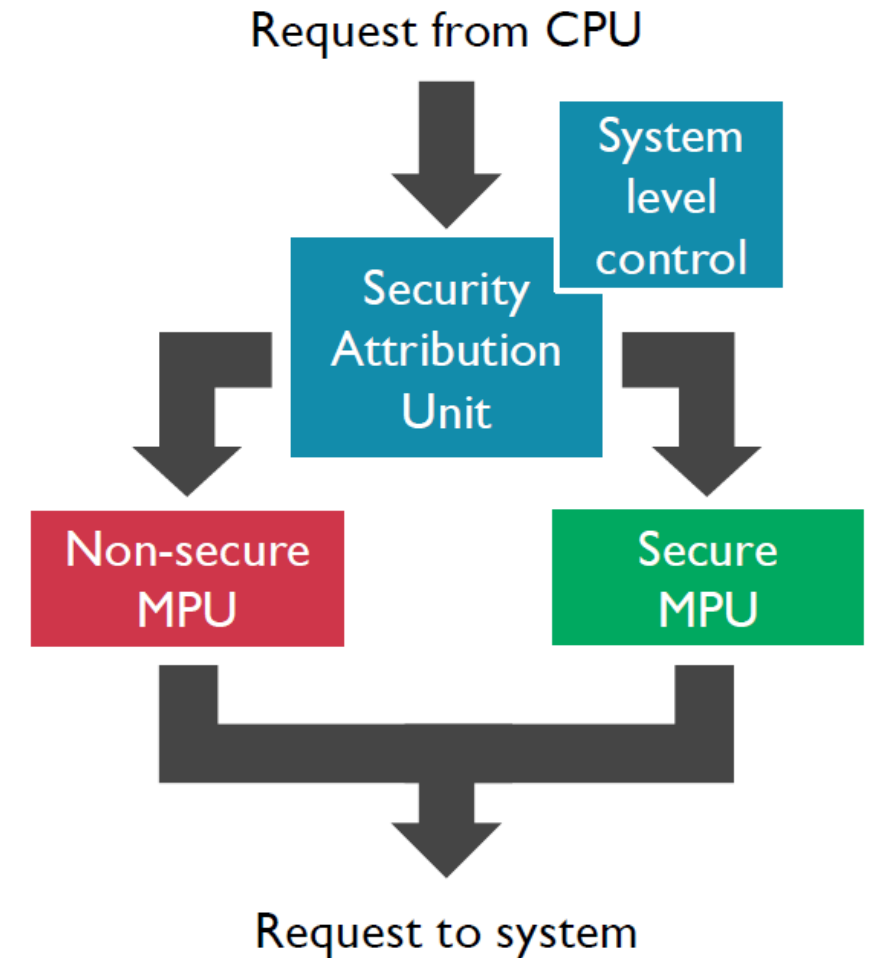 Request from CPU
System
level
control
Security
Attribution
Unit
Non-secure
MPU
Secure
MPU
Request to system